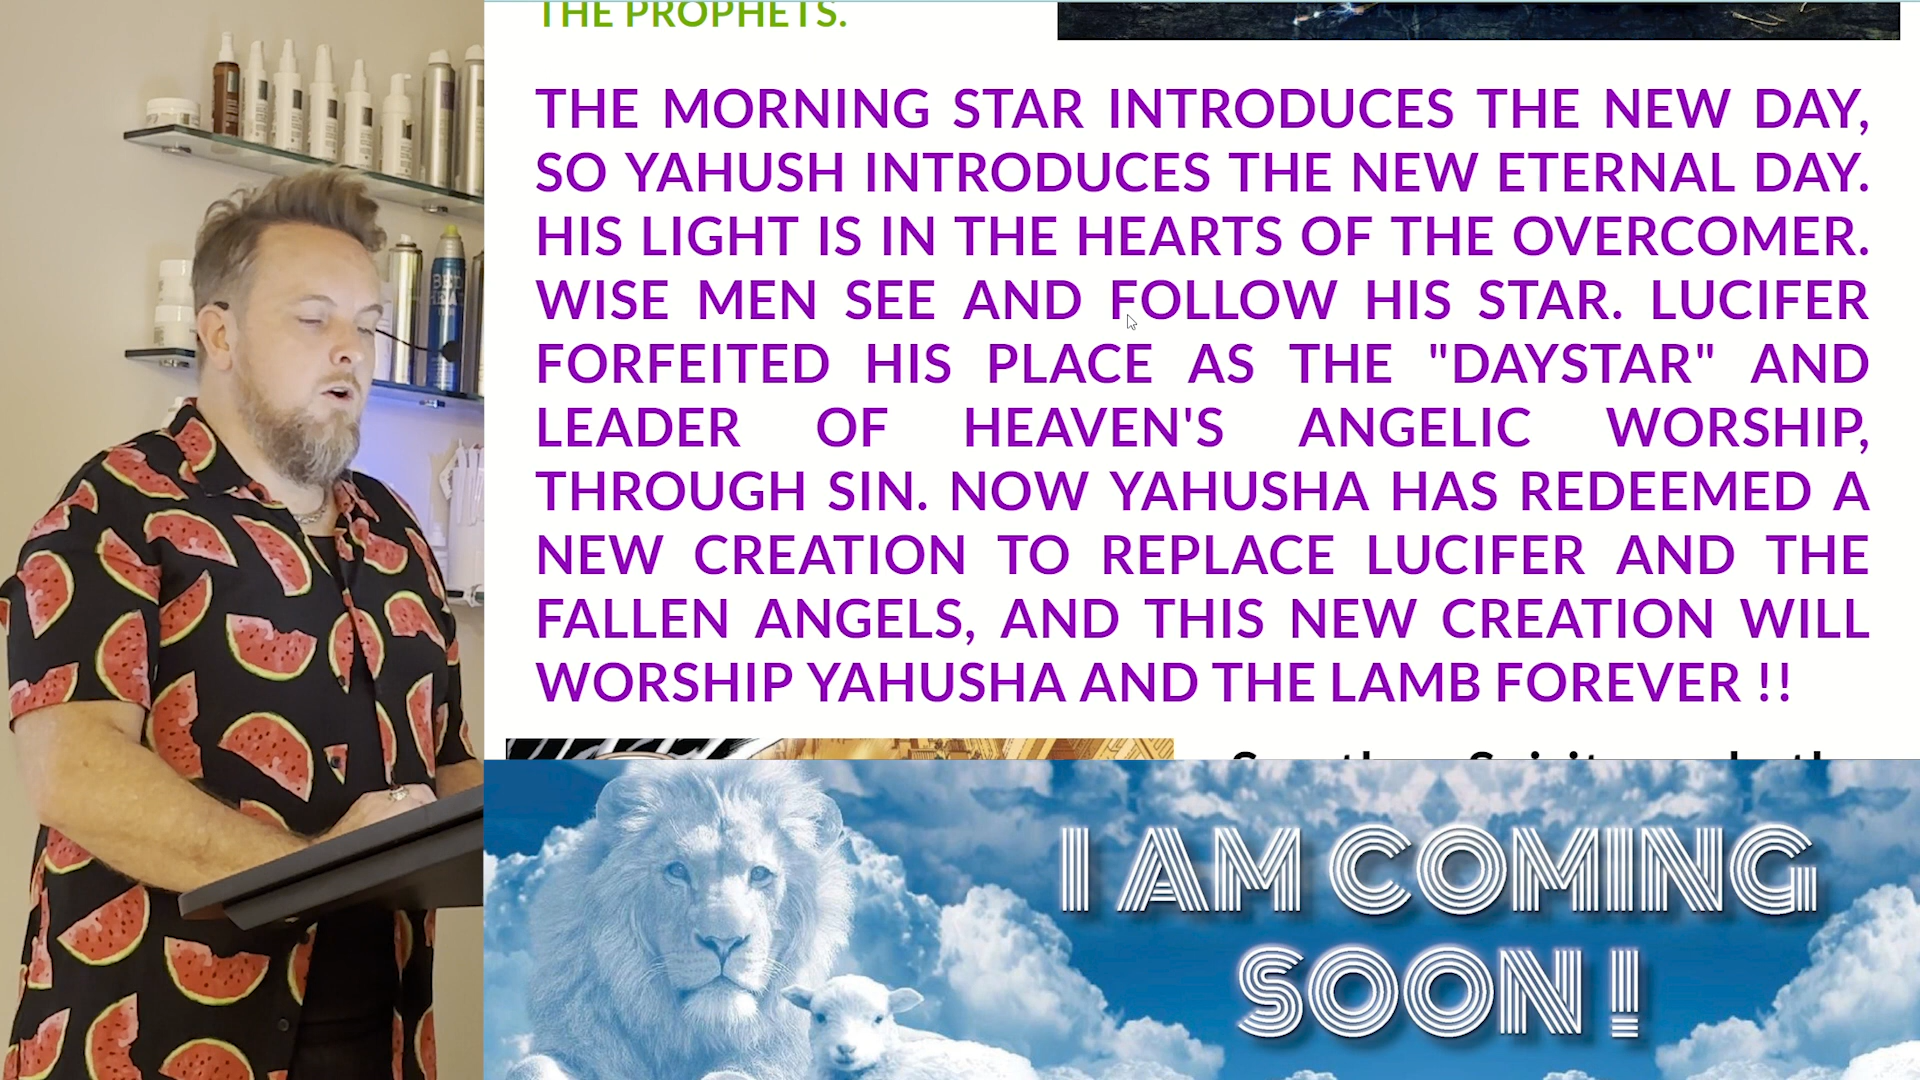 THE PROPHETS.
THE MORNING STAR INTRODUCES THE NEW DAY,
SO YAHUSH INTRODUCES THE NEW ETERNAL DAY.
HIS LIGHT IS IN THE HEARTS OF THE OVERCOMER.
WISE MEN SEE AND FOLLOW HIS STAR. LUCIFER
FORFEITED HIS PLACE AS THE "DAYSTAR" AND
LEADER OF HEAVEN'S ANGELIC WORSHIP,
THROUGH SIN. NOW YAHUSHA HAS REDEEMED A
NEW CREATION TO REPLACE LUCIFER AND THE
FALLEN ANGELS, AND THIS NEW CREATION WILL
WORSHIP YAHUSHA AND THE LAMB FOREVER !!
I AM COMING
SOON !
BED
HEAD